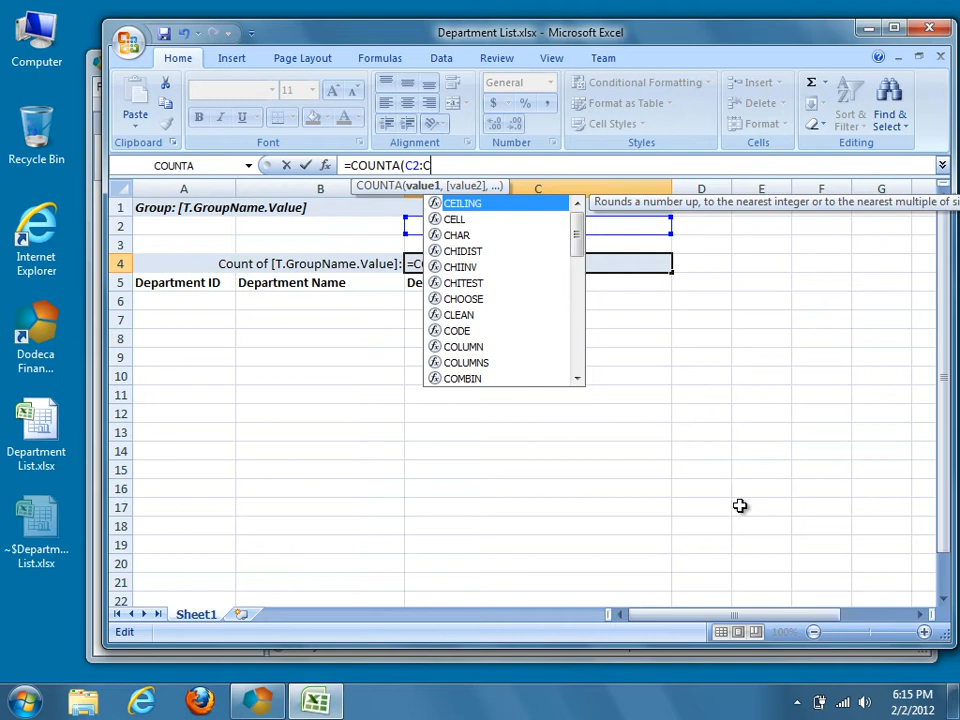 Computer
Recycle Bin
Internet
Explorer
Dodeca
Finan...
Department
List.xlsx
~$Departm...
List.xlsx
Department List.xlsx - Microsoft Excel
Home Insert Page Layout Formulas Data Review View Team
Paste
Clipboard
11
B I U
Font
Alignment
General
$ % ,
Number
Conditional Formatting
Format as Table
Cell Styles
Styles
Insert
Delete
Format
Cells
Σ
Sort &
Filter
Find &
Select
Editing
COUNTA
=COUNTA(C2:C
COUNTA(value1, [value2], ...)
A B C D E F G
1 Group: [T.GroupName.Value]
2
3
4 Count of [T.GroupName.Value]: =C
5 Department ID Department Name De
6
7
8
9
10
11
12
13
14
15
16
17
18
19
20
21
22
CEILING
CELL
CHAR
CHIDIST
CHIINV
CHITEST
CHOOSE
CLEAN
CODE
COLUMN
COLUMNS
COMBIN
Rounds a number up, to the nearest integer or to the nearest multiple of si
Sheet1
Edit
100%
6:15 PM
2/2/2012